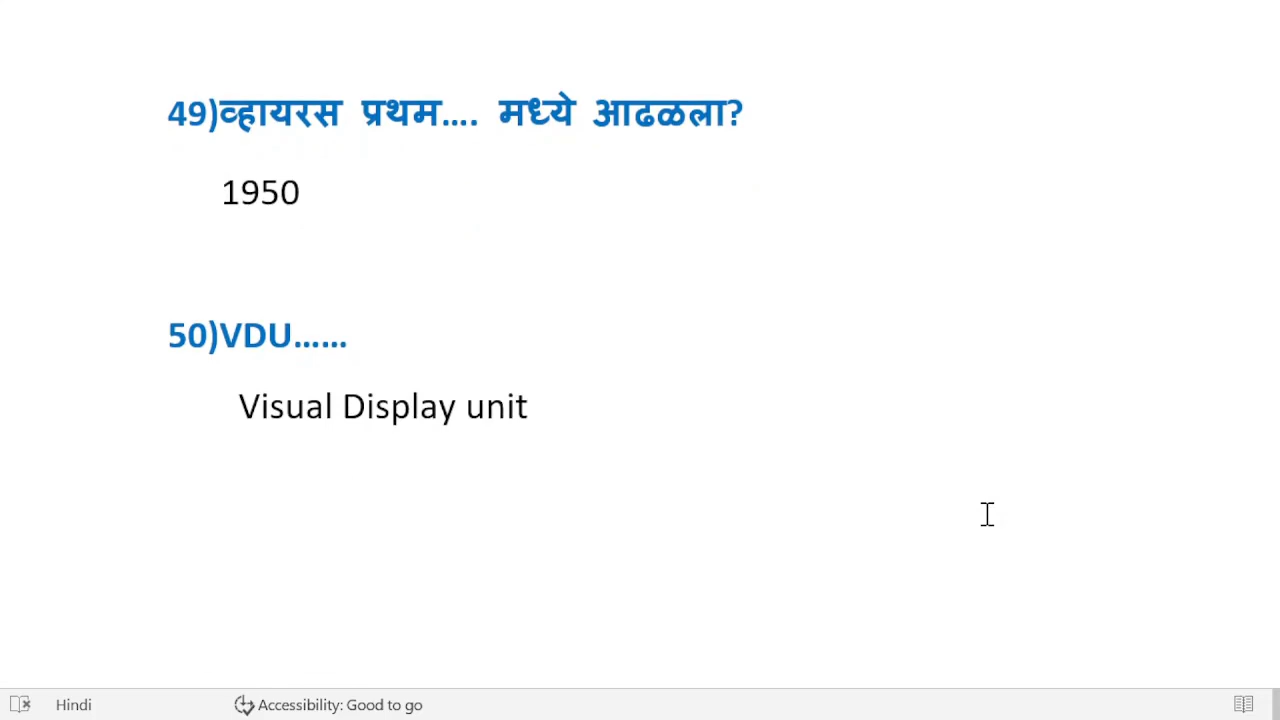 49)व्हायरस प्रथम.... मध्ये आढळला?
1950
50)VDU......
Visual Display unit
Hindi
Accessibility: Good to go